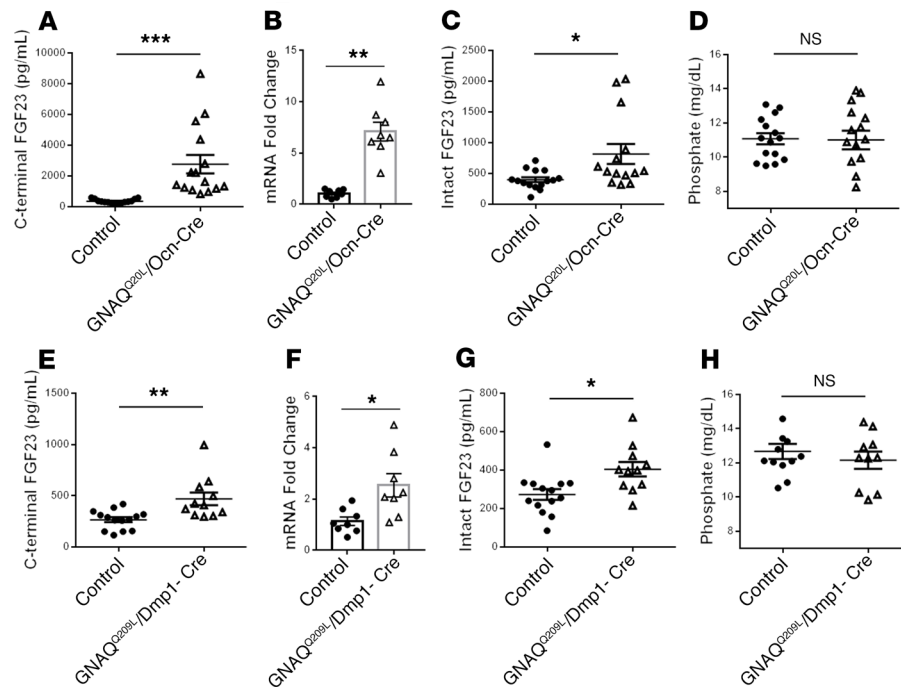 A
C-terminal FGF23 (pg/mL)
10000
8000
6000
4000
2000
0
***
Control
GNAQQ20L/Ocn-Cre
B
mRNA Fold Change
15
10
5
0
**
Control
GNAQQ20L/Ocn-Cre
C
Intact FGF23 (pg/mL)
2500
2000
1500
1000
500
0
*
Control
GNAQQ20L/Ocn-Cre
D
Phosphate (mg/dL)
16
14
12
10
8
NS
Control
GNAQQ20L/Ocn-Cre
E
C-terminal FGF23 (pg/mL)
1500
1000
500
0
**
Control
GNAQQ209L/Dmp1- Cre
F
mRNA Fold Change
6
4
2
0
*
Control
GNAQQ209L/Dmp1- Cre
G
Intact FGF23 (pg/mL)
800
600
400
200
0
*
Control
GNAQQ209L/Dmp1- Cre
H
Phosphate (mg/dL)
16
14
12
10
8
NS
Control
GNAQQ209L/Dmp1- Cre